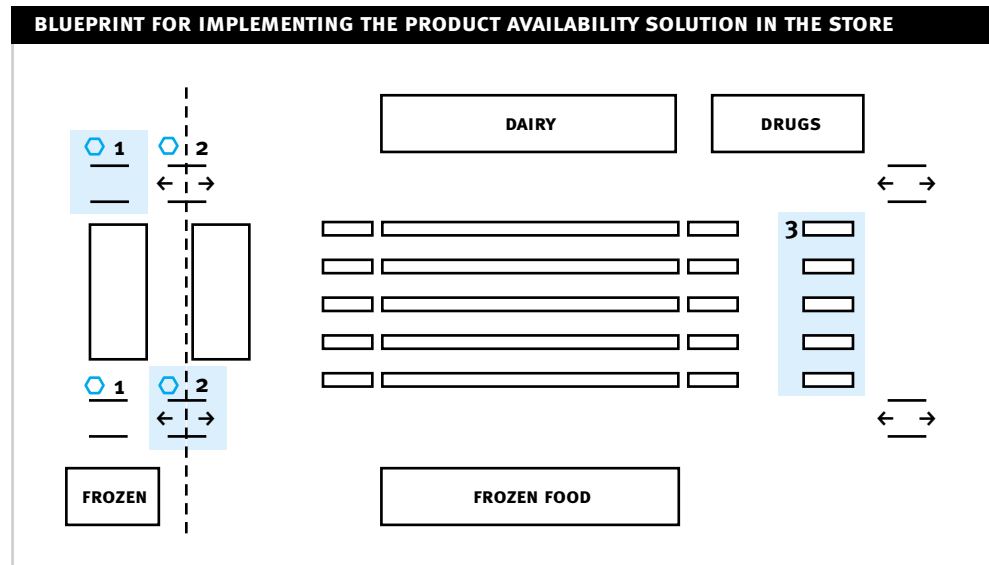 BLUEPRINT FOR IMPLEMENTING THE PRODUCT AVAILABILITY SOLUTION IN THE STORE
DAIRY
DRUGS
1
2
3
1
2
FROZEN
FROZEN FOOD